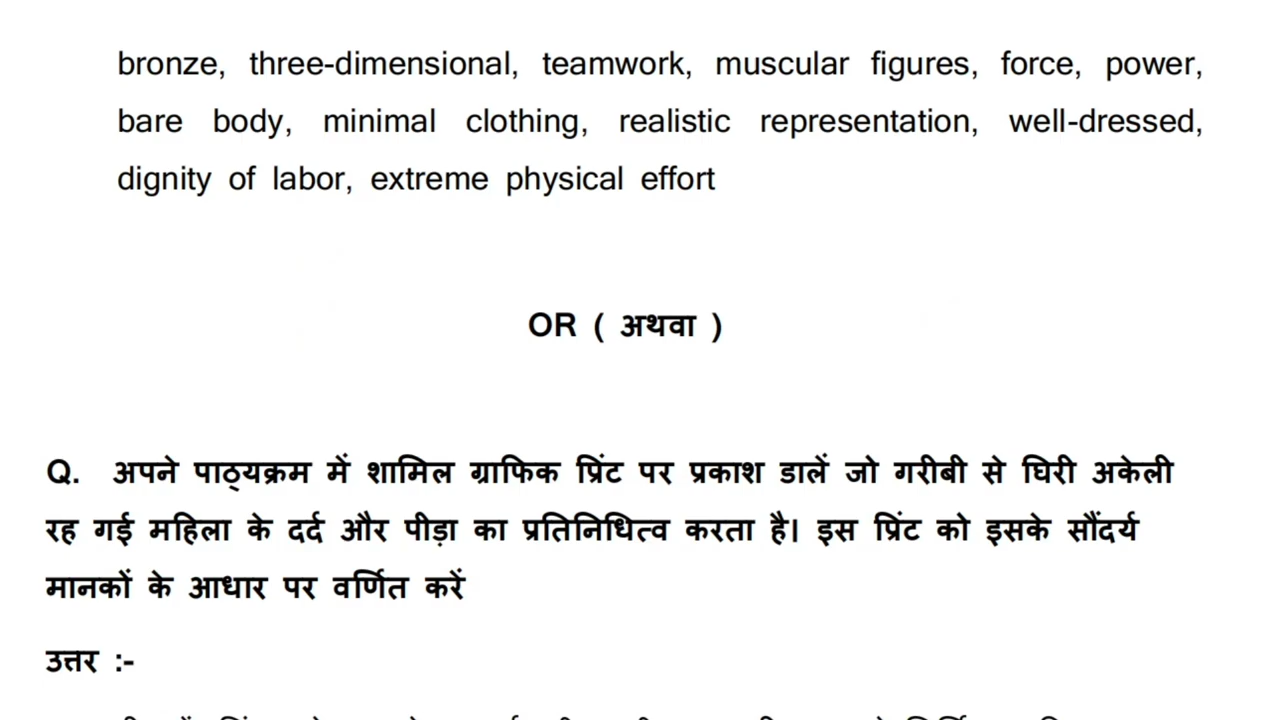 bronze, three-dimensional, teamwork, muscular figures, force, power,
bare body, minimal clothing, realistic representation, well-dressed,
dignity of labor, extreme physical effort
OR ( अथवा )
Q. अपने पाठ्यक्रम में शामिल ग्राफिक प्रिंट पर प्रकाश डालें जो गरीबी से घिरी अकेली
रह गई महिला के दर्द और पीड़ा का प्रतिनिधित्व करता है। इस प्रिंट को इसके सौंदर्य
मानकों के आधार पर वर्णित करें
उत्तर :-